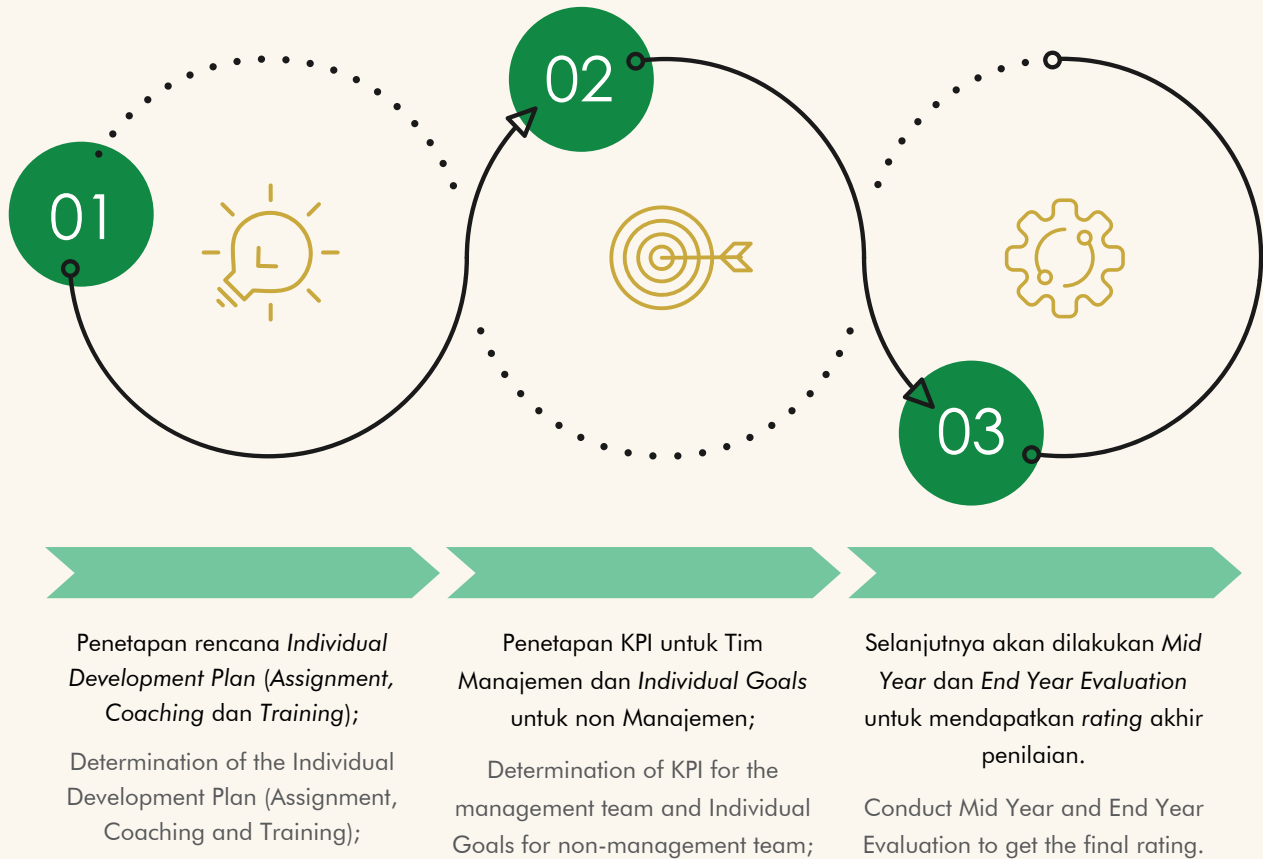 01
02
03
Penetapan rencana Individual
Development Plan (Assignment,
Coaching dan Training);
Determination of the Individual
Development Plan (Assignment,
Coaching and Training);
Penetapan KPI untuk Tim
Manajemen dan Individual Goals
untuk non Manajemen;
Determination of KPI for the
management team and Individual
Goals for non-management team;
Selanjutnya akan dilakukan Mid
Year dan End Year Evaluation
untuk mendapatkan rating akhir
penilaian.
Conduct Mid Year and End Year
Evaluation to get the final rating.